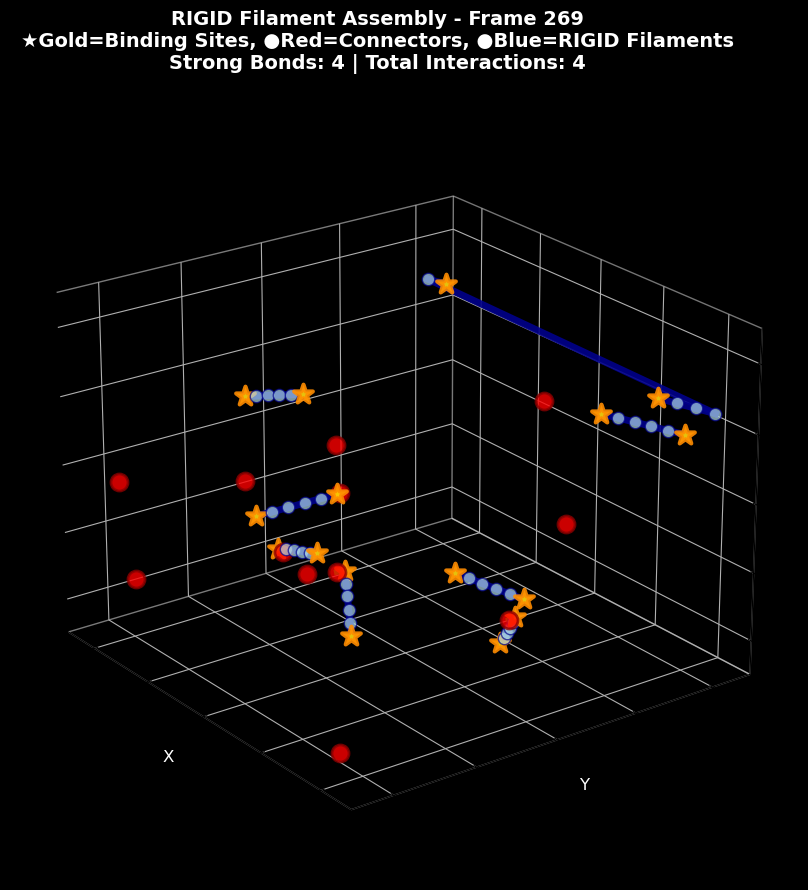 RIGID Filament Assembly - Frame 269
★Gold=Binding Sites, ●Red=Connectors, ●Blue=RIGID Filaments
Strong Bonds: 4 | Total Interactions: 4
X
Y